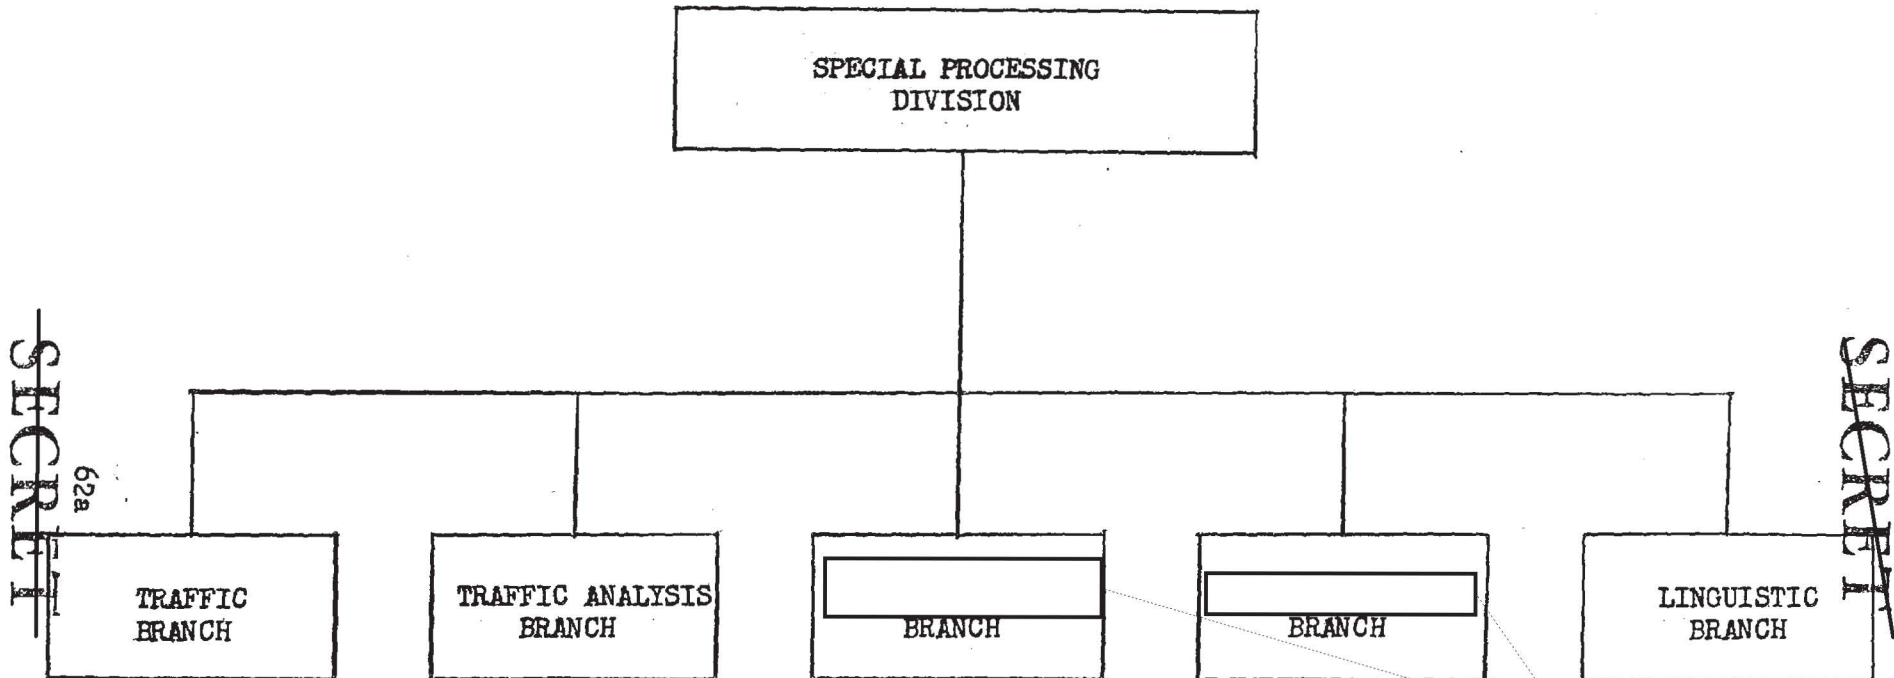 SPECIAL PROCESSING
DIVISION
SECRET
62a
SECRET
TRAFFIC
BRANCH
TRAFFIC ANALYSIS
BRANCH
BRANCH
BRANCH
LINGUISTIC
BRANCH